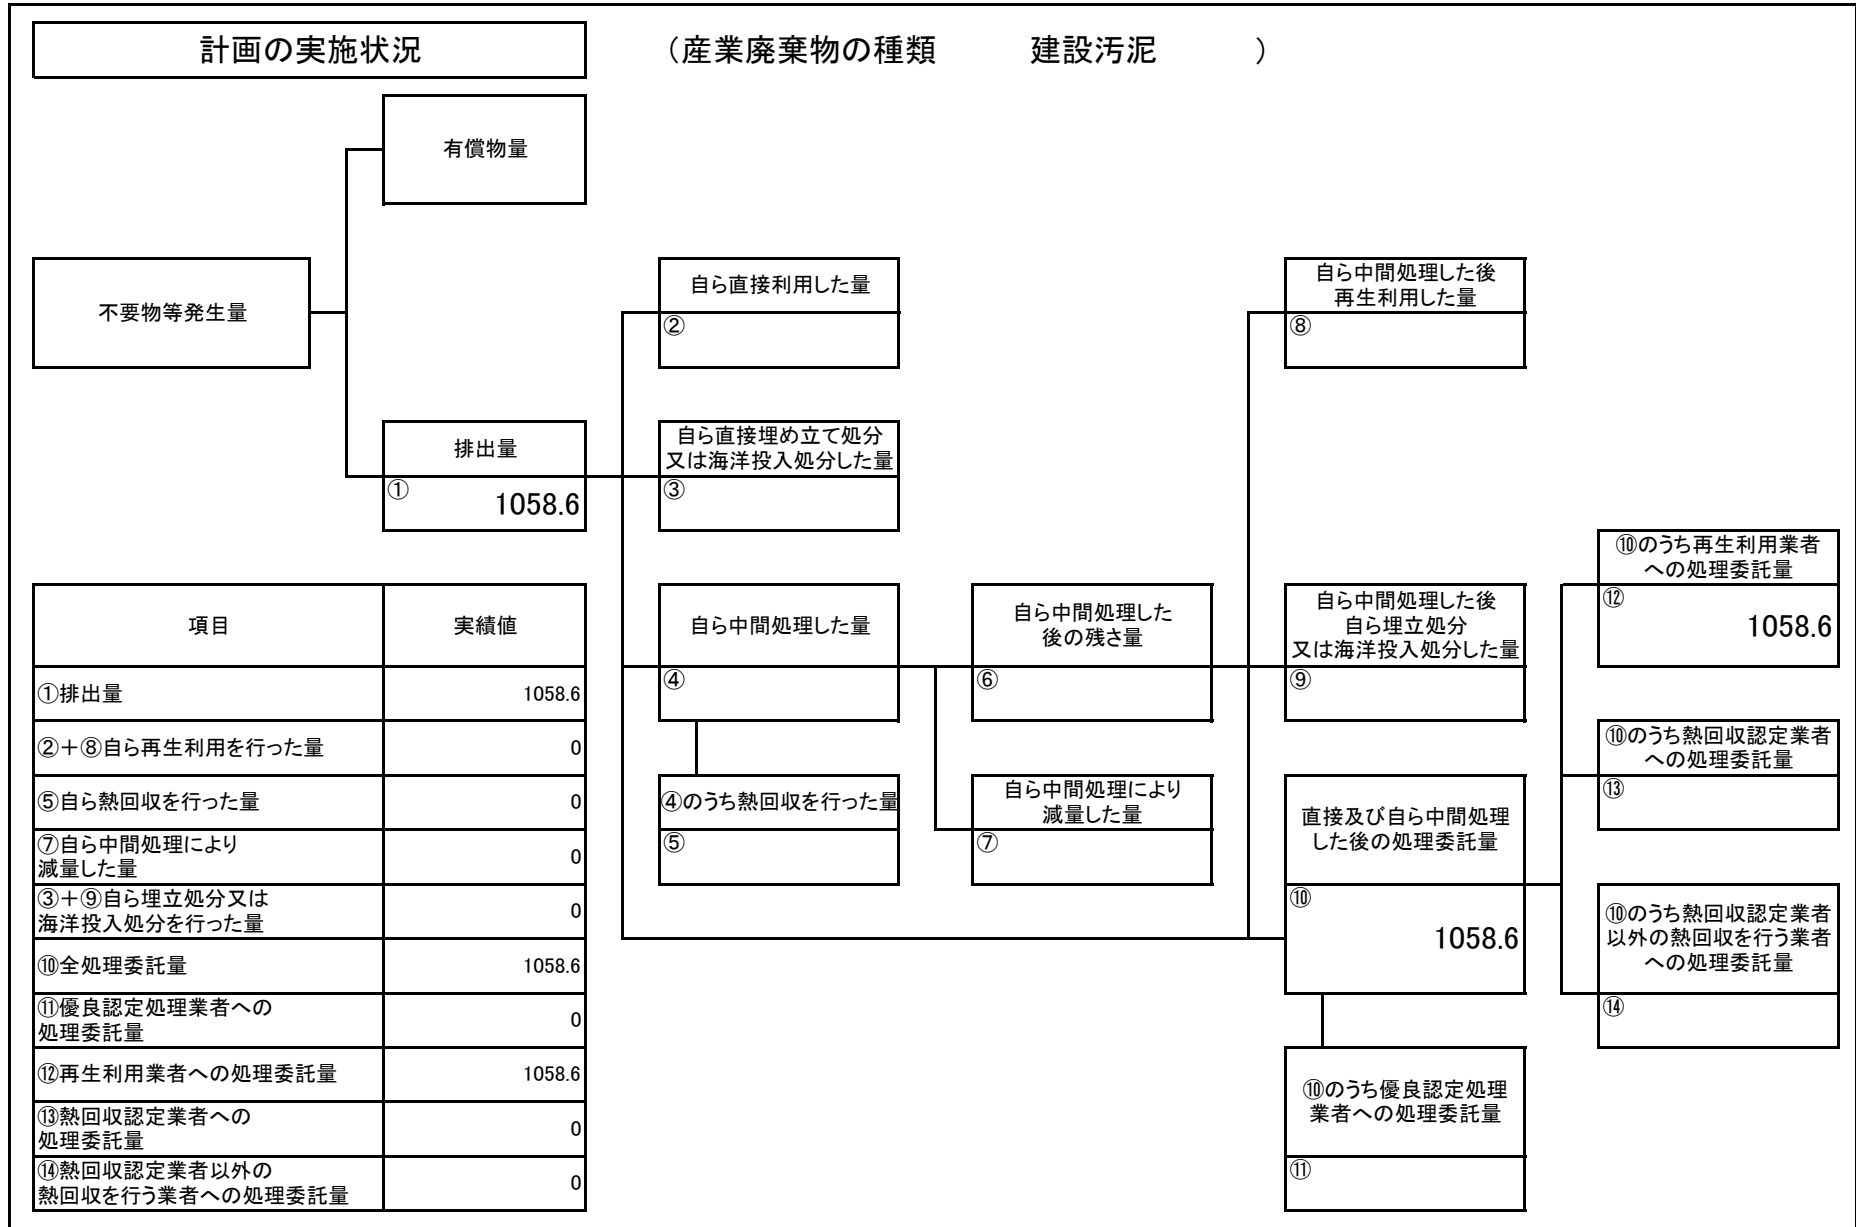 計画の実施状況
（産業廃棄物の種類　建設汚泥　）
有償物量
不要物等発生量
自ら直接利用した量
②
自ら中間処理した後
再生利用した量
⑧
排出量
①
1058.6
自ら直接埋め立て処分
又は海洋投入処分した量
③
⑩のうち再生利用業者
への処理委託量
⑫
1058.6
自ら中間処理した量
④
自ら中間処理した
後の残さ量
⑥
自ら中間処理した後
自ら埋立処分
又は海洋投入処分した量
⑨
⑩のうち熱回収認定業者
への処理委託量
⑬
④のうち熱回収を行った量
⑤
自ら中間処理により
減量した量
⑦
直接及び自ら中間処理
した後の処理委託量
⑩
1058.6
⑩のうち熱回収認定業者
以外の熱回収を行う業者
への処理委託量
⑭
⑩のうち優良認定処理
業者への処理委託量
⑪
項目 実績値
①排出量 1058.6
②＋⑧自ら再生利用を行った量 0
⑤自ら熱回収を行った量 0
⑦自ら中間処理により
減量した量 0
③＋⑨自ら埋立処分又は
海洋投入処分を行った量 0
⑩全処理委託量 1058.6
⑪優良認定処理業者への
処理委託量 0
⑫再生利用業者への処理委託量 1058.6
⑬熱回収認定業者への
処理委託量 0
⑭熱回収認定業者以外の
熱回収を行う業者への処理委託量 0